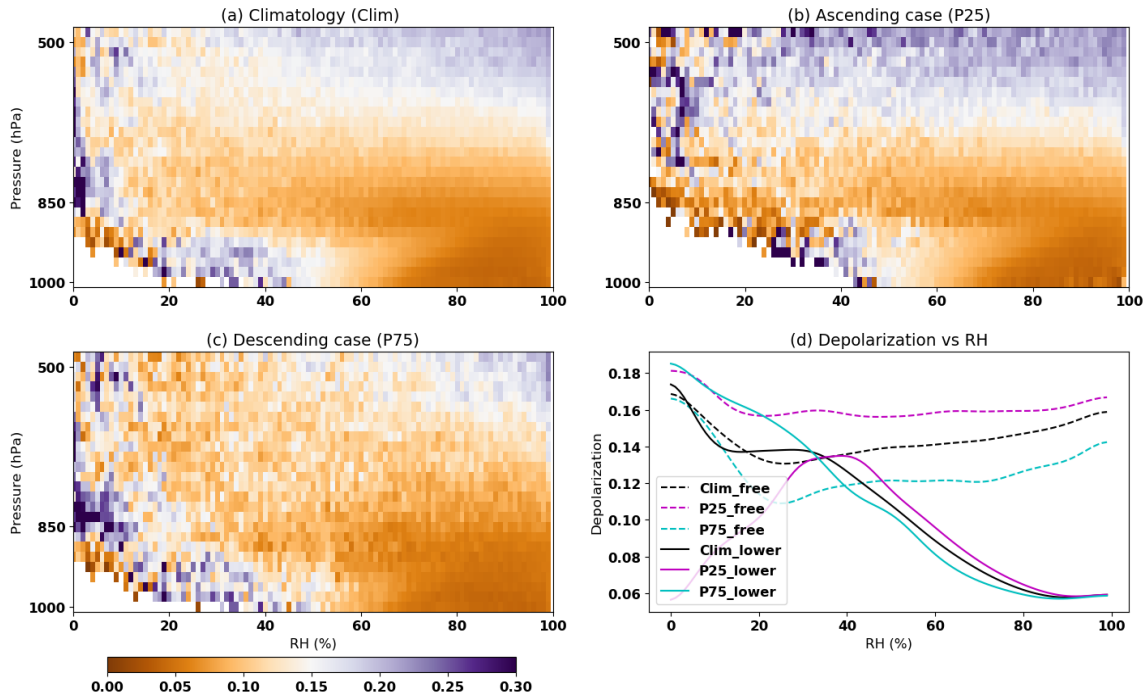 (a) Climatology (Clim)
500
850
1000
Pressure (hPa)
0 20 40 60 80 100
(b) Ascending case (P25)
500
850
1000
0 20 40 60 80 100
(c) Descending case (P75)
500
850
1000
Pressure (hPa)
0 20 40 60 80 100
RH (%)
0.00 0.05 0.10 0.15 0.20 0.25 0.30
(d) Depolarization vs RH
0.18
0.16
0.14
0.12
0.10
0.08
0.06
Depolarization
Clim_free
P25_free
P75_free
Clim_lower
P25_lower
P75_lower
0 20 40 60 80 100
RH (%)